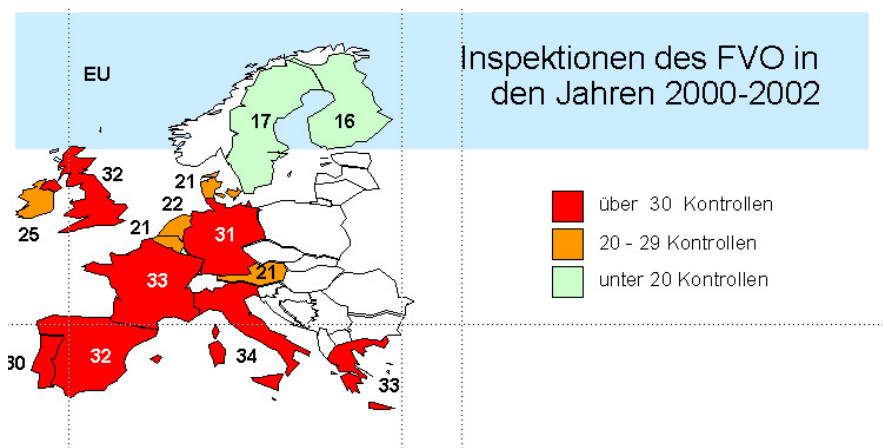 Inspektionen des FVO in
den Jahren 2000-2002
EU
17
16
32
21
22
21
25
31
33
21
30
32
34
33
über 30 Kontrollen
20 - 29 Kontrollen
unter 20 Kontrollen